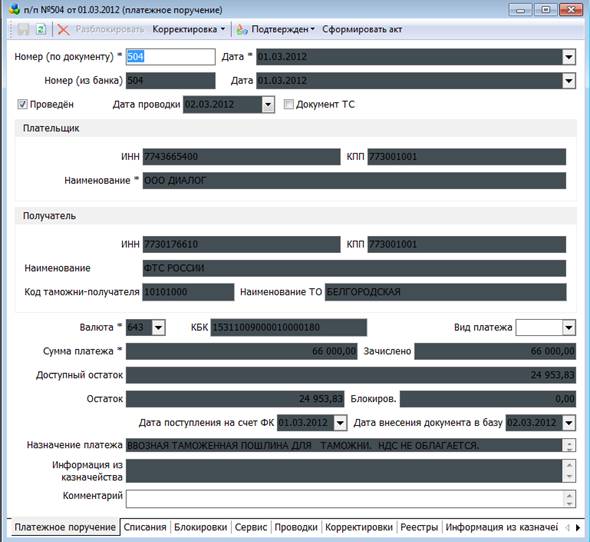 п/п №504 от 01.03.2012 (платежное поручение)
Разблокировать Корректировка Подтвержден Сформировать акт
Номер (по документу) * 504 Дата * 01.03.2012
Номер (из банка) 504 Дата 01.03.2012
Проведён Дата проводки 02.03.2012 Документ ТС
Плательщик
ИНН 7743665400 КПП 773001001
Наименование * ООО ДИАЛОГ
Получатель
ИНН 7730176610 КПП 773001001
Наименование ФТС РОССИИ
Код таможни-получателя 10101000 Наименование ТО БЕЛГОРОДСКАЯ
Валюта * 643 КБК 15311009000010000180 Вид платежа
Сумма платежа * 66 000,00 Зачислено 66 000,00
Доступный остаток 24 953,83
Остаток 24 953,83 Блокиров. 0,00
Дата поступления на счет ФК 01.03.2012 Дата внесения документа в базу 02.03.2012
Назначение платежа ВВОЗНАЯ ТАМОЖЕННАЯ ПОШЛИНА ДЛЯ ТАМОЖНИ. НДС НЕ ОБЛАГАЕТСЯ.
Информация из
казначейства
Комментарий
Платежное поручение Списания Блокировки Сервис Проводки Корректировки Реестры Информация из казначей